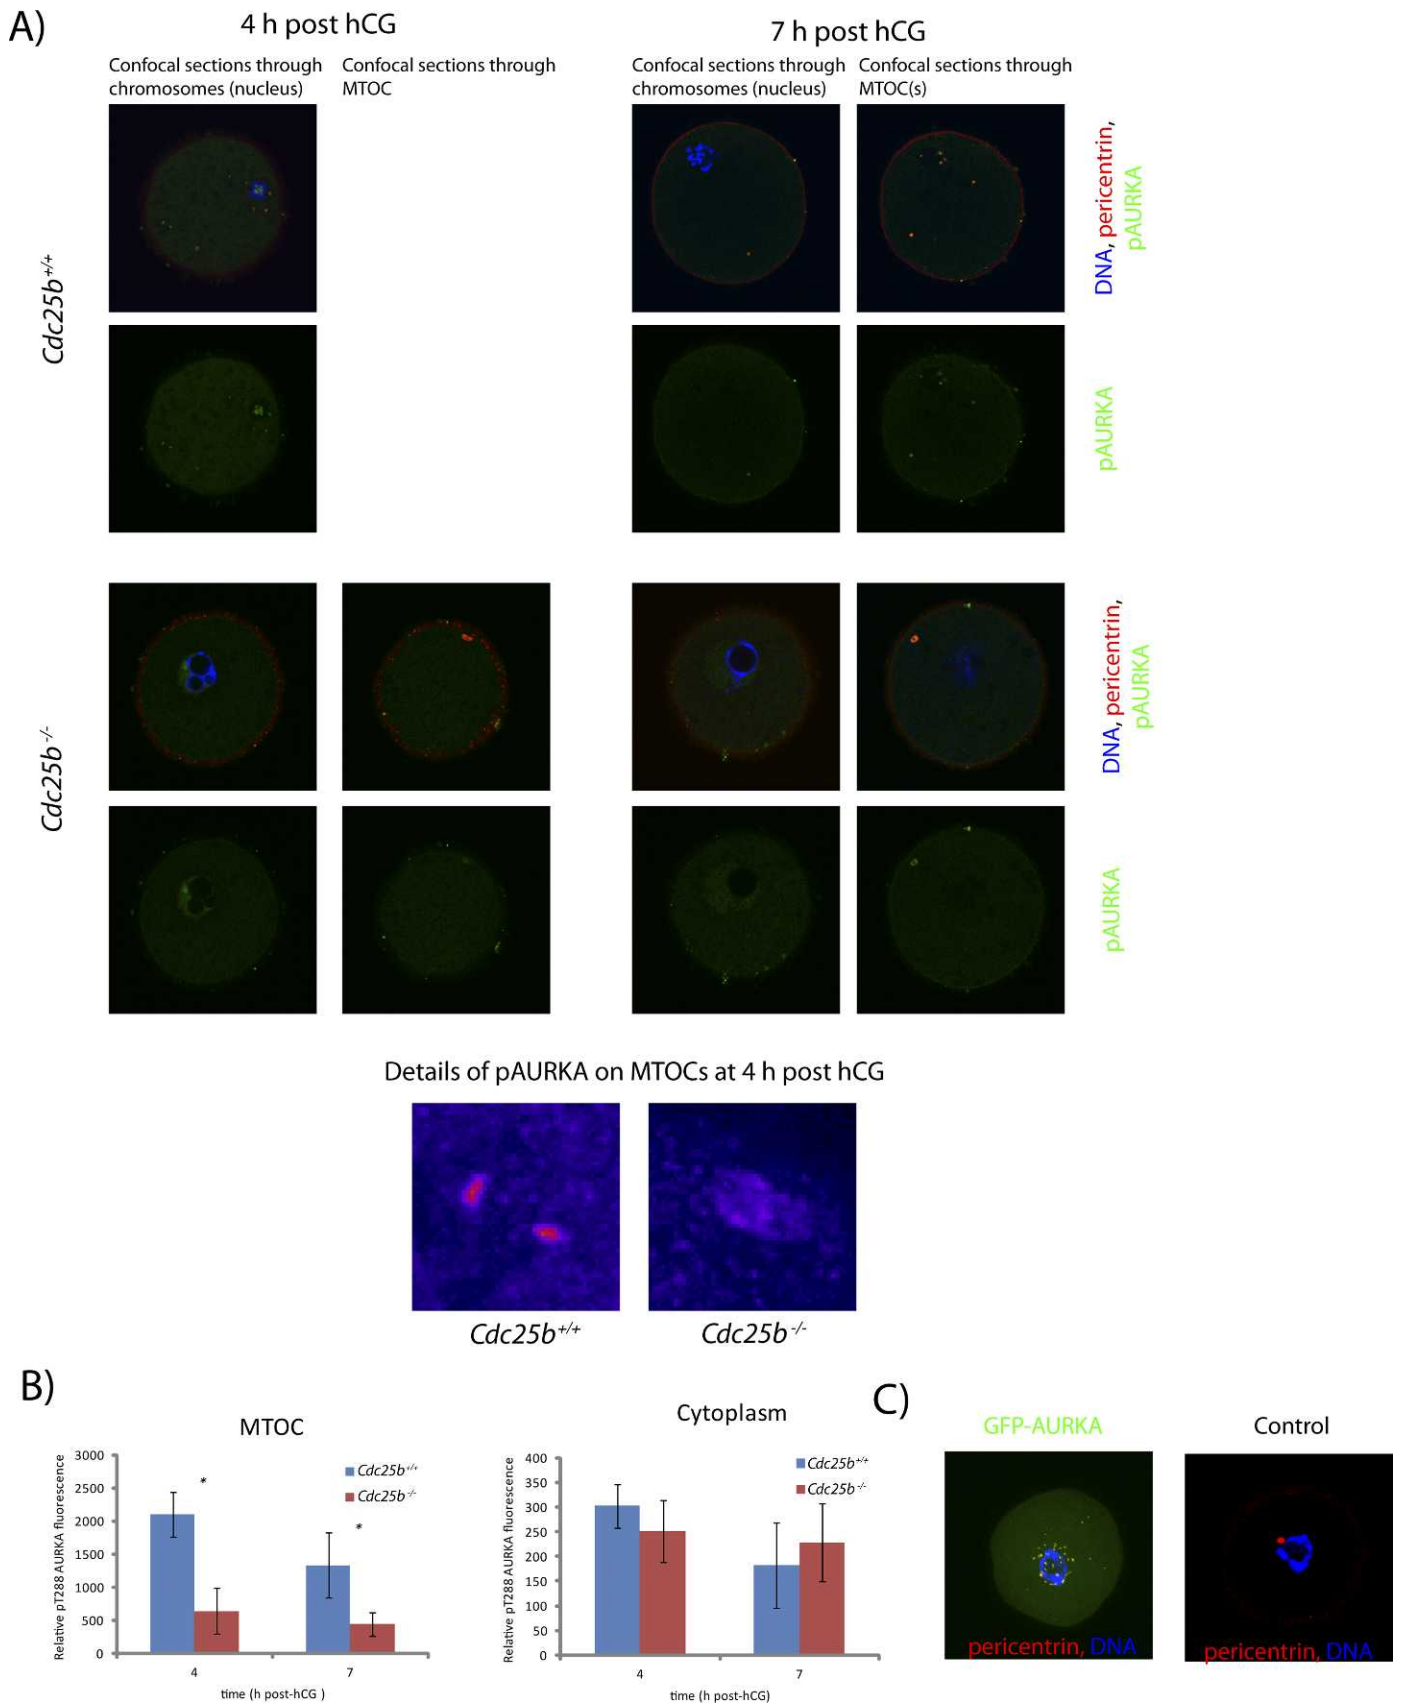 A)
4 h post hCG
7 h post hCG
Confocal sections through
chromosomes (nucleus)
Confocal sections through
MTOC
Confocal sections through
chromosomes (nucleus)
Confocal sections through
MTOC(s)
Cdc25b+/+
DNA, pericentrin,
pAURKA
pAURKA
Cdc25b-/-
DNA, pericentrin,
pAURKA
pAURKA
Details of pAURKA on MTOCs at 4 h post hCG
Cdc25b+/+
Cdc25b-/-
B)
MTOC
Relative pT288 AURKA fluorescence
3000
2500
2000
1500
1000
500
0
*
*
Cdc25b+/+
Cdc25b-/-
4
7
time (h post-hCG )
Cytoplasm
Relative pT288 AURKA fluorescence
400
350
300
250
200
150
100
50
0
Cdc25b+/+
Cdc25b-/-
4
7
time (h post-hCG)
C)
GFP-AURKA
Control
pericentrin, DNA
pericentrin, DNA